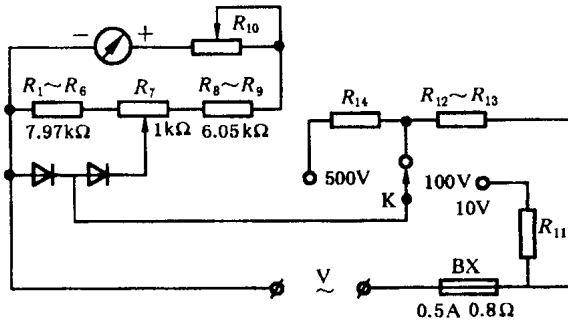 − + R10
R1～R6 R7 R8～R9
7.97kΩ 1kΩ 6.05kΩ
R14 R12～R13
500V 100V
K 10V
R11
V
～
BX
0.5A 0.8Ω